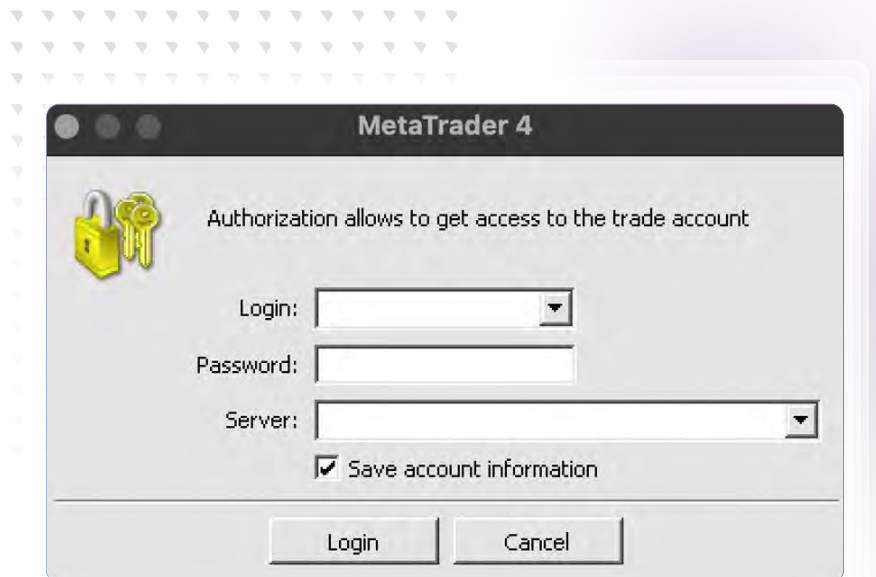 MetaTrader 4
Authorization allows to get access to the trade account
Login:
Password:
Server:
Save account information
Login Cancel